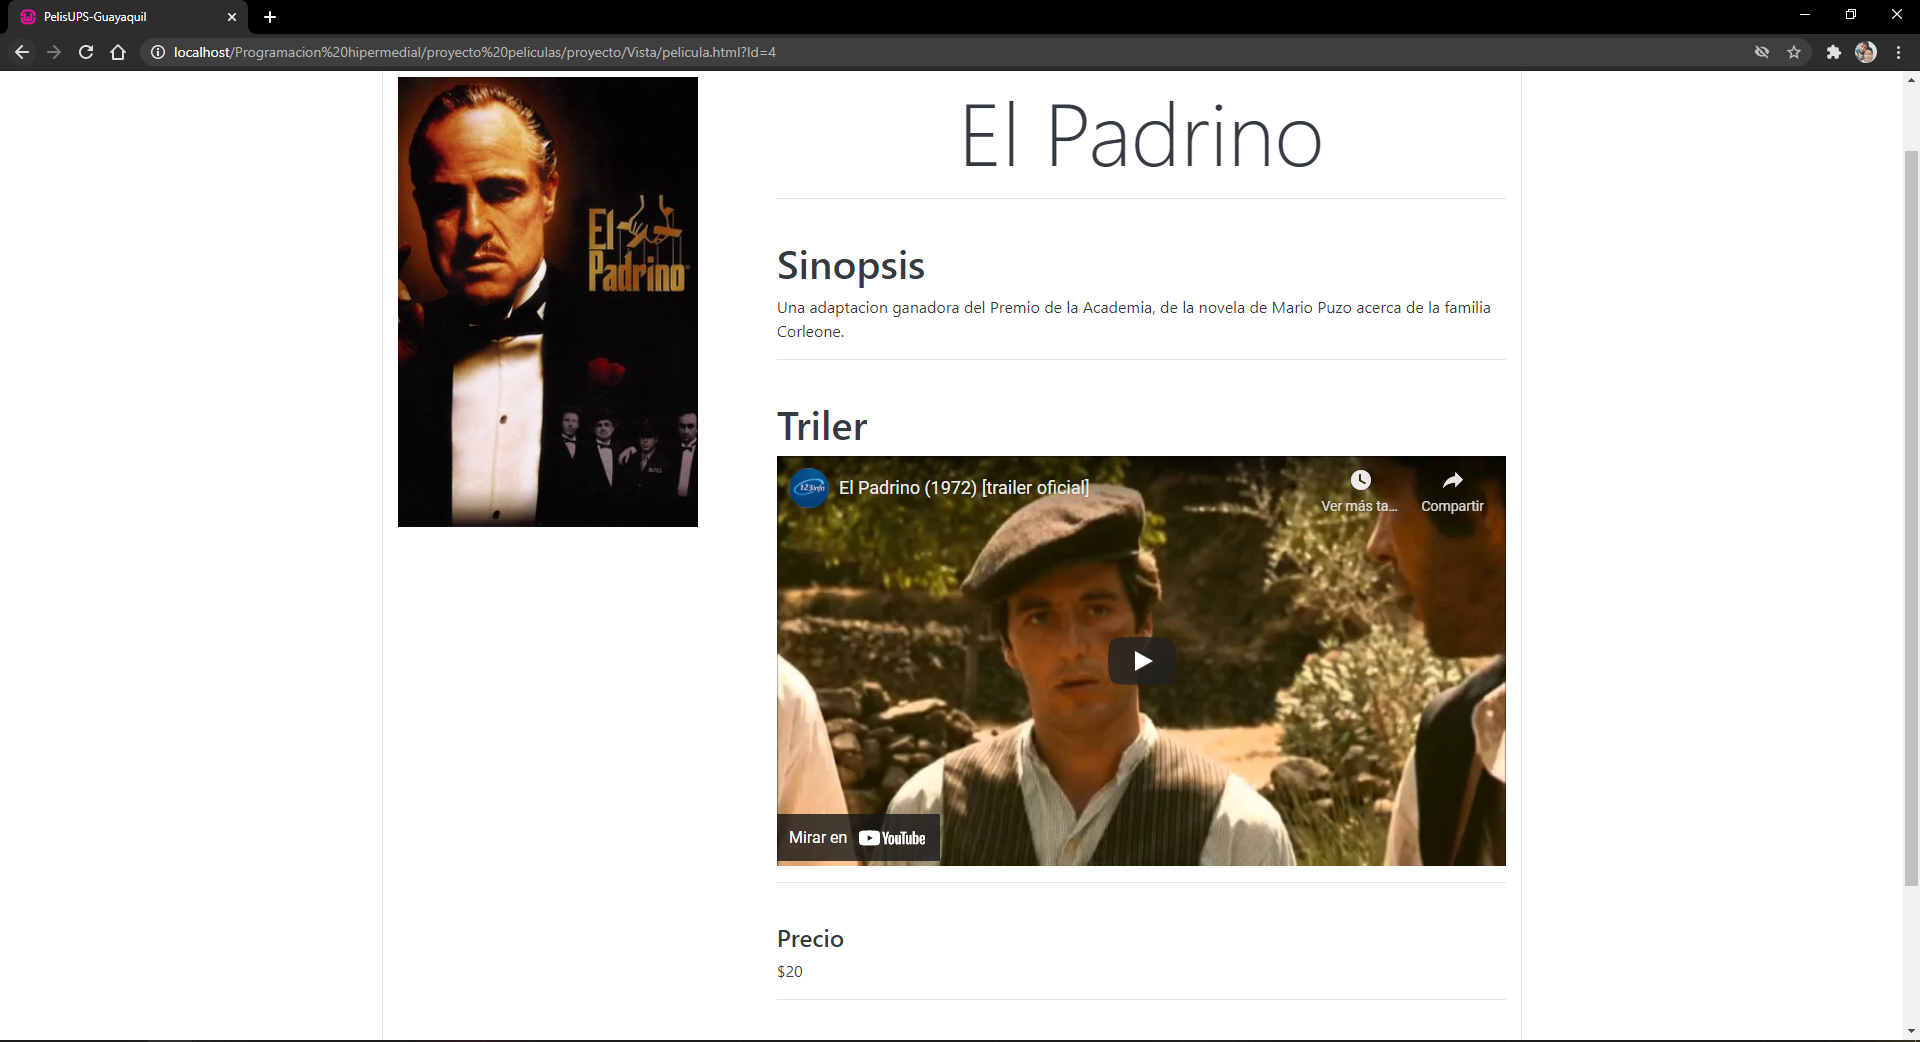 PelisUPS-Guayaquil
localhost/Programacion%20hipermedial/proyecto%20peliculas/proyecto/Vista/pelicula.html?Id=4
El
Padrino
El Padrino
Sinopsis
Una adaptacion ganadora del Premio de la Academia, de la novela de Mario Puzo acerca de la familia
Corleone.
Triler
123info
El Padrino (1972) [trailer oficial]
Ver más ta...
Compartir
Mirar en YouTube
Precio
$20